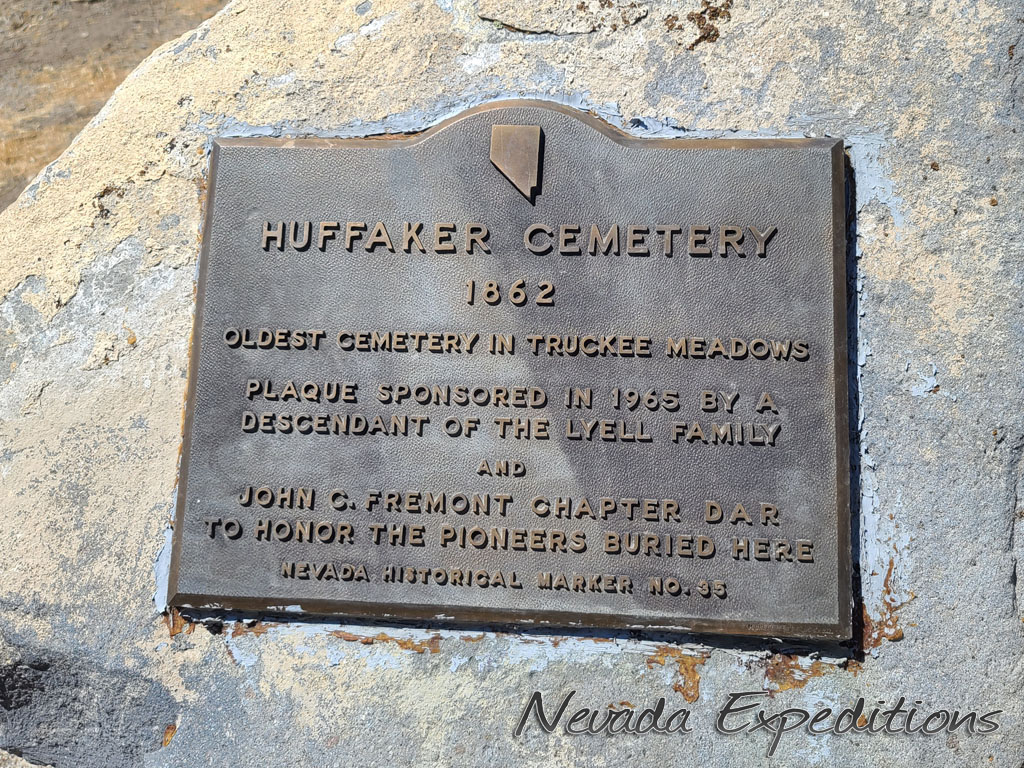 HUFFAKER CEMETERY
1862
OLDEST CEMETERY IN TRUCKEE MEADOWS
PLAQUE SPONSORED IN 1965 BY A
DESCENDANT OF THE LYELL FAMILY
AND
JOHN C. FREMONT CHAPTER DAR
TO HONOR THE PIONEERS BURIED HERE
NEVADA HISTORICAL MARKER NO. 35
Nevada Expeditions